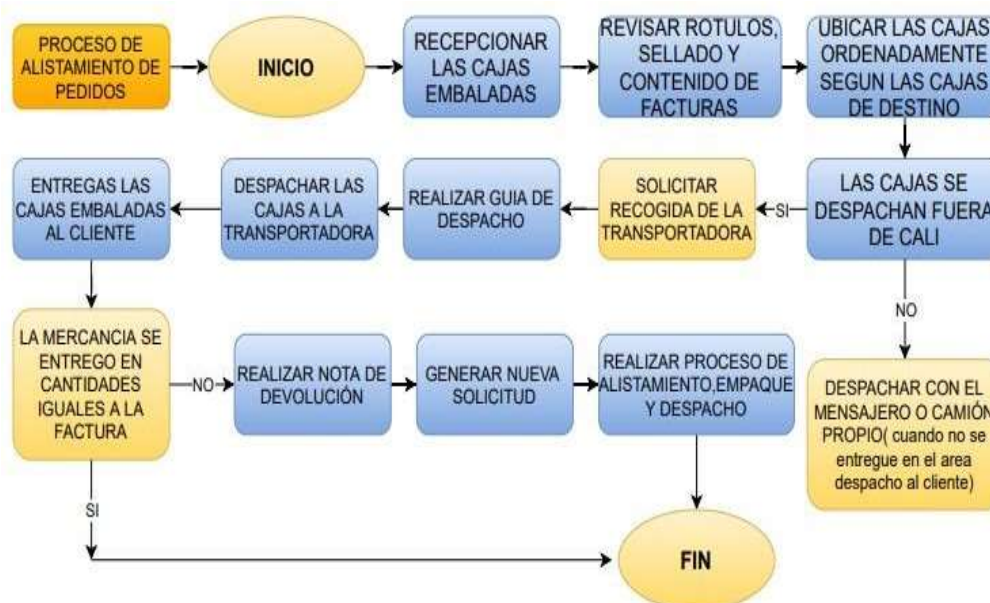 PROCESO DE
ALISTAMIENTO DE
PEDIDOS
INICIO
RECEPCIONAR
LAS CAJAS
EMBALADAS
REVISAR ROTULOS,
SELLADO Y
CONTENIDO DE
FACTURAS
UBICAR LAS CAJAS
ORDENADAMENTE
SEGUN LAS CAJAS
DE DESTINO
ENTREGAS LAS
CAJAS EMBALADAS
AL CLIENTE
DESPACHAR LAS
CAJAS A LA
TRANSPORTADORA
REALIZAR GUIA DE
DESPACHO
SOLICITAR
RECOGIDA DE LA
TRANSPORTADORA
SI
LAS CAJAS SE
DESPACHAN FUERA
DE CALI
NO
LA MERCANCIA SE
ENTREGO EN
CANTIDADES
IGUALES A LA
FACTURA
NO
REALIZAR NOTA DE
DEVOLUCIÓN
GENERAR NUEVA
SOLICITUD
REALIZAR PROCESO DE
ALISTAMIENTO,EMPAQUE
Y DESPACHO
DESPACHAR CON EL
MENSAJERO O CAMIÓN
PROPIO( cuando no se
entregue en el area
despacho al cliente)
SI
FIN